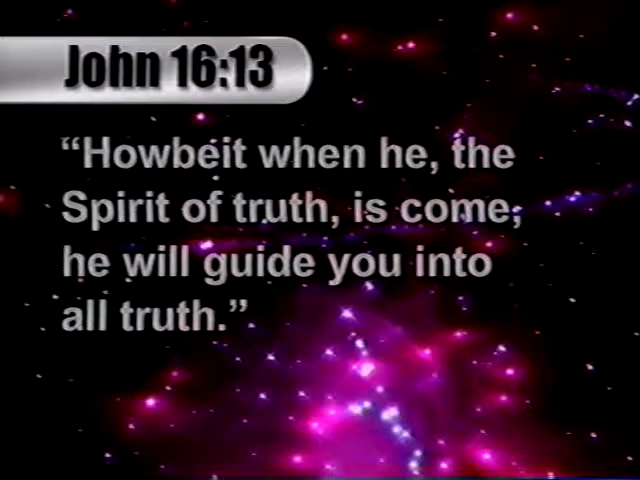 John 16:13
“Howbeit when he, the
Spirit of truth, is come,
he will guide you into
all truth.”